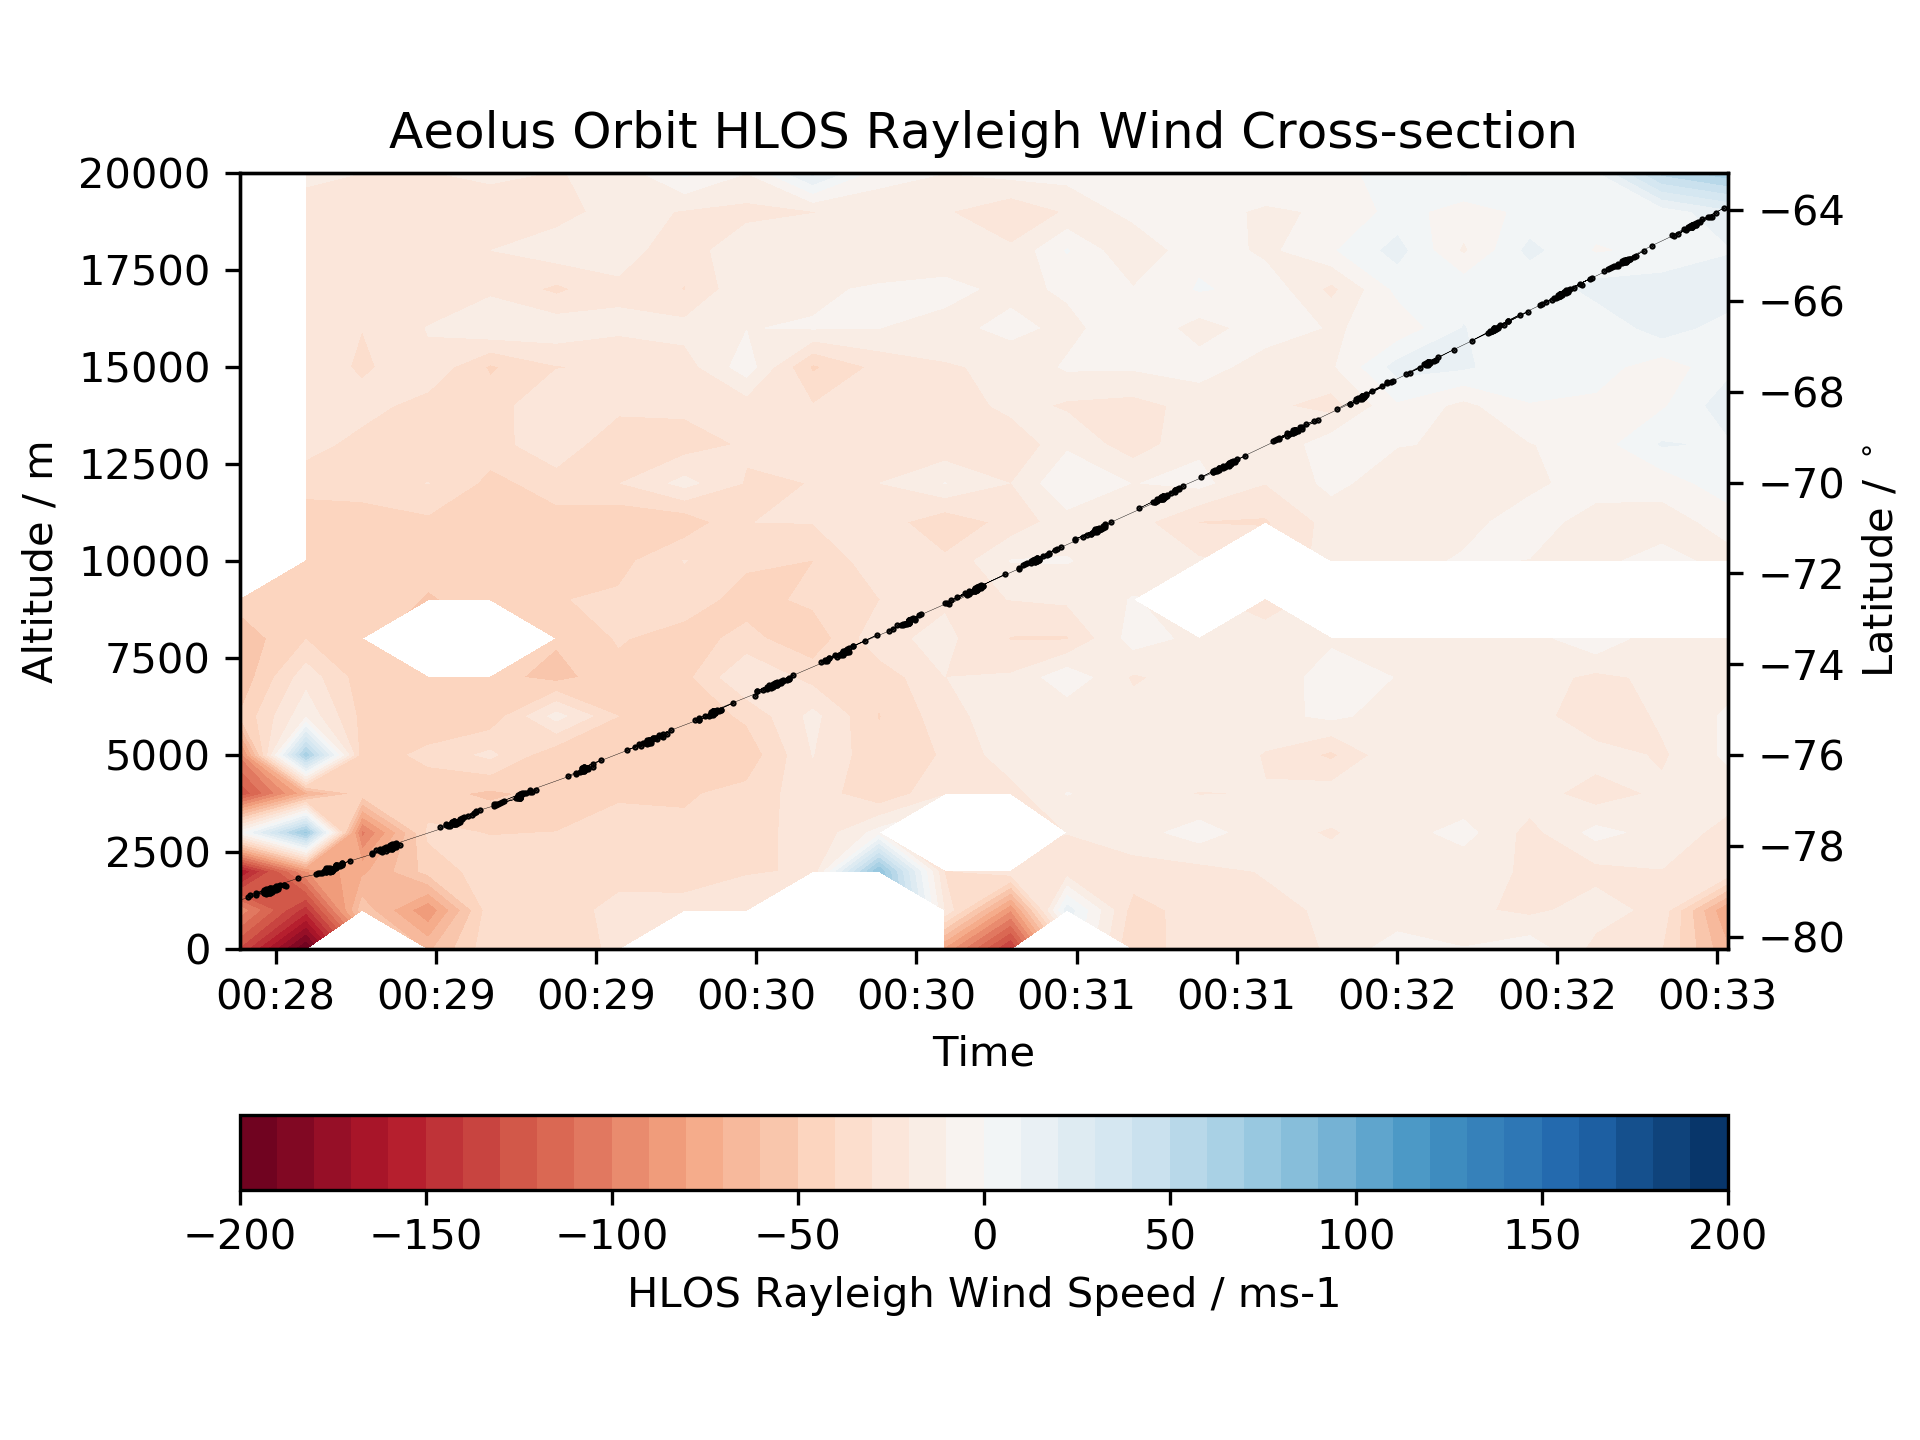 Aeolus Orbit HLOS Rayleigh Wind Cross-section
20000
17500
15000
12500
10000
7500
5000
2500
0
Altitude / m
−64
−66
−68
−70
−72
−74
−76
−78
−80
Latitude / °
00:28 00:29 00:29 00:30 00:30 00:31 00:31 00:32 00:32 00:33
Time
−200 −150 −100 −50 0 50 100 150 200
HLOS Rayleigh Wind Speed / ms-1